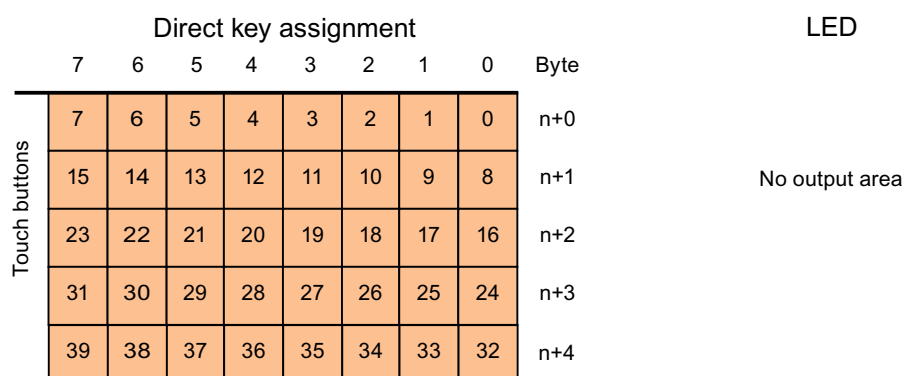 Direct key assignment LED
7 6 5 4 3 2 1 0 Byte
7 6 5 4 3 2 1 0 n+0
15 14 13 12 11 10 9 8 n+1 No output area
23 22 21 20 19 18 17 16 n+2
31 30 29 28 27 26 25 24 n+3
39 38 37 36 35 34 33 32 n+4
Touch buttons